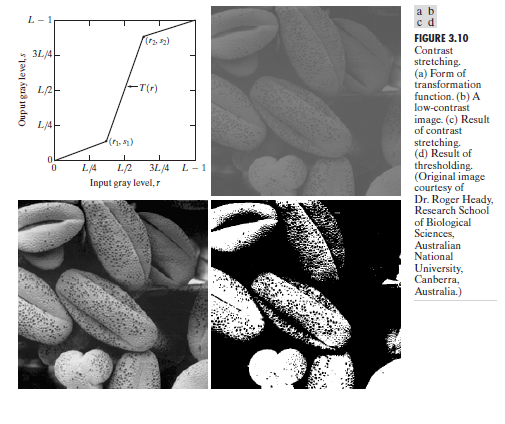 L − 1
3L/4
L/2
L/4
0
Ouput gray level, s
(r₂, s₂)
T(r)
(r₁, s₁)
0 L/4 L/2 3L/4 L − 1
Input gray level, r
a b
c d
FIGURE 3.10
Contrast
stretching.
(a) Form of
transformation
function. (b) A
low-contrast
image. (c) Result
of contrast
stretching.
(d) Result of
thresholding.
(Original image
courtesy of
Dr. Roger Heady,
Research School
of Biological
Sciences,
Australian
National
University,
Canberra,
Australia.)